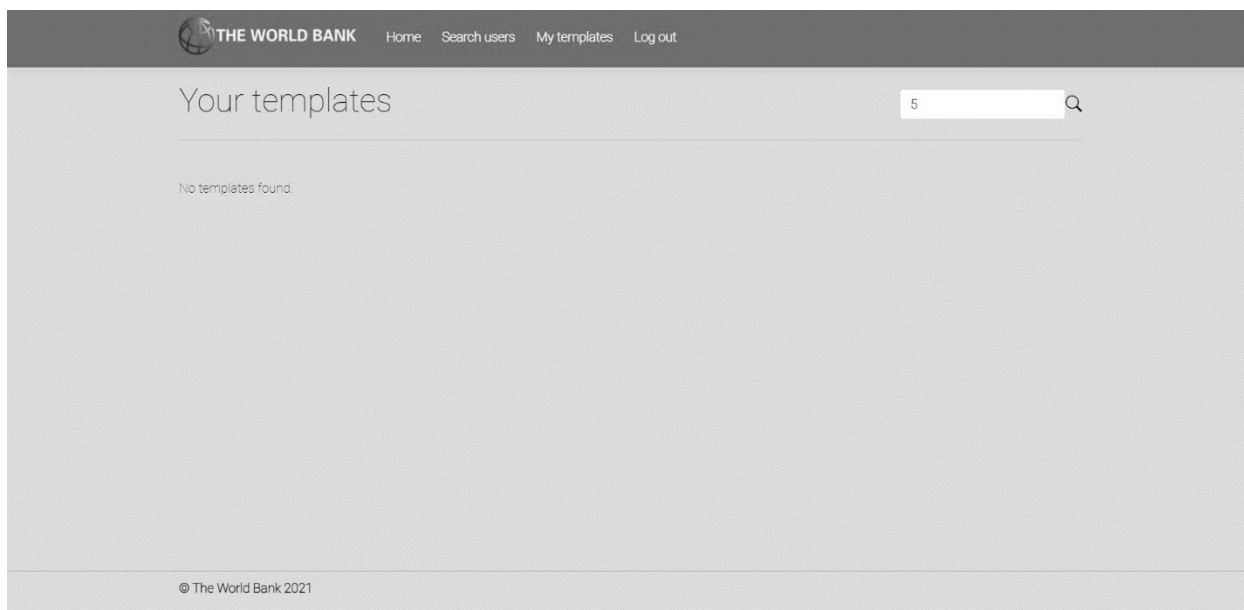 THE WORLD BANK Home Search users My templates Log out
Your templates
5
No templates found.
© The World Bank 2021